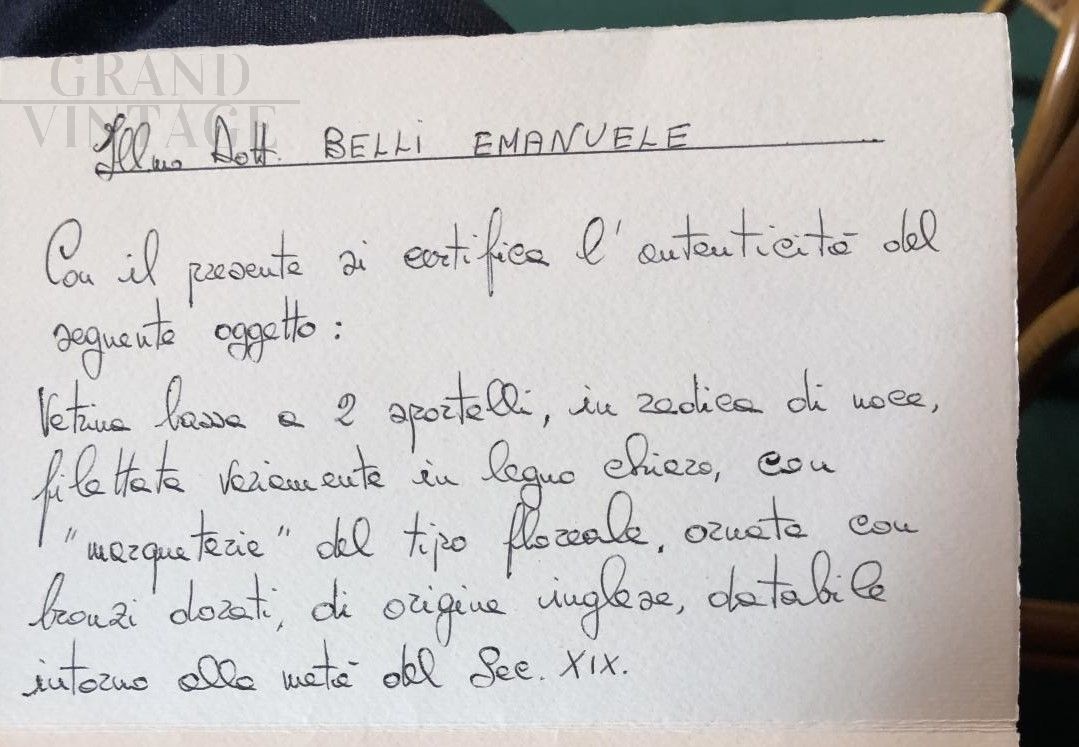 GRAND
VINTAGE
Ill.mo Dott. BELLI EMANUELE
Con il presente si certifica l'autenticità del
seguente oggetto:
Vetrina bassa a 2 sportelli, in radica di noce,
filettata variamente in legno chiaro, con
"marqueterie" del tipo floreale, ornata con
bronzi dorati, di origine inglese, databile
intorno alla metà del Sec. XIX.